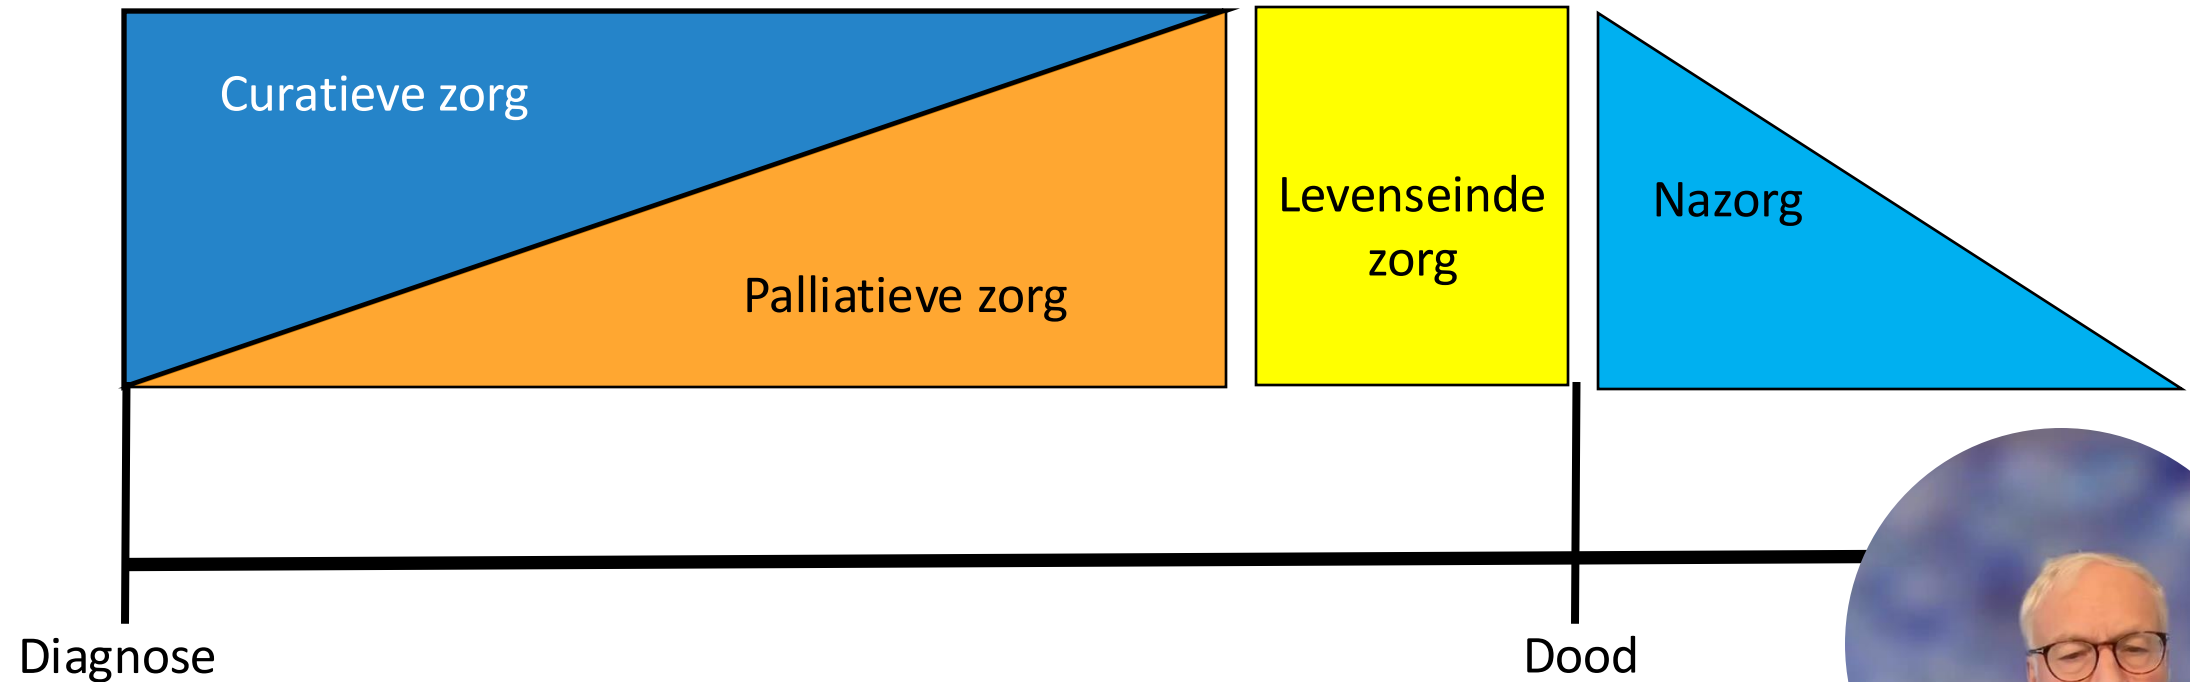 Curatieve zorg
Palliatieve zorg
Levenseinde
zorg
Nazorg
Diagnose
Dood